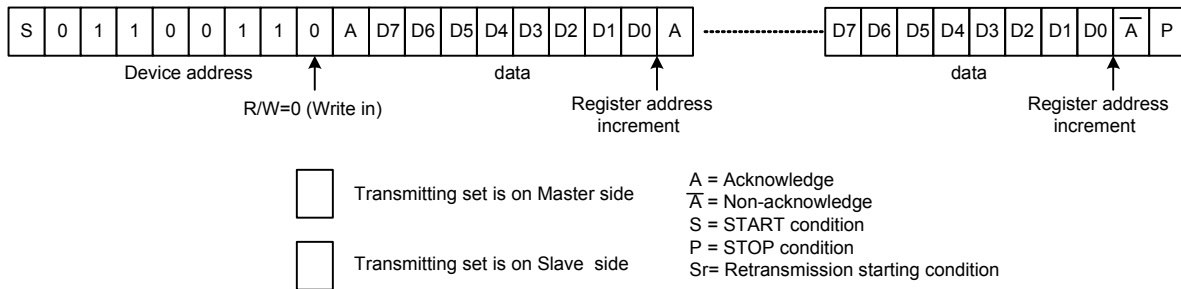 S 0 1 1 0 0 1 1 0 A D7 D6 D5 D4 D3 D2 D1 D0 A D7 D6 D5 D4 D3 D2 D1 D0 A̅ P
Device address data data
R/W=0 (Write in)
Register address
increment
Register address
increment
Transmitting set is on Master side
Transmitting set is on Slave side
A = Acknowledge
A̅ = Non-acknowledge
S = START condition
P = STOP condition
Sr= Retransmission starting condition